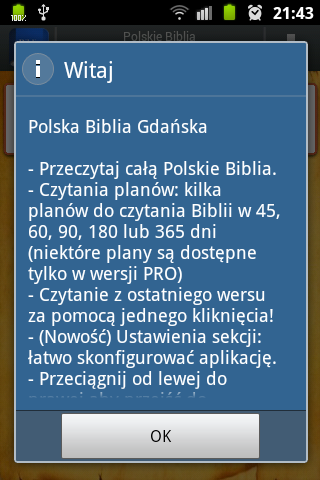 100%
21:43
Polskie Biblia
Witaj
Polska Biblia Gdańska
- Przeczytaj całą Polskie Biblia.
- Czytania planów: kilka
planów do czytania Biblii w 45,
60, 90, 180 lub 365 dni
(niektóre plany są dostępne
tylko w wersji PRO)
- Czytanie z ostatniego wersu
za pomocą jednego kliknięcia!
- (Nowość) Ustawienia sekcji:
łatwo skonfigurować aplikację.
- Przeciągnij od lewej do
OK